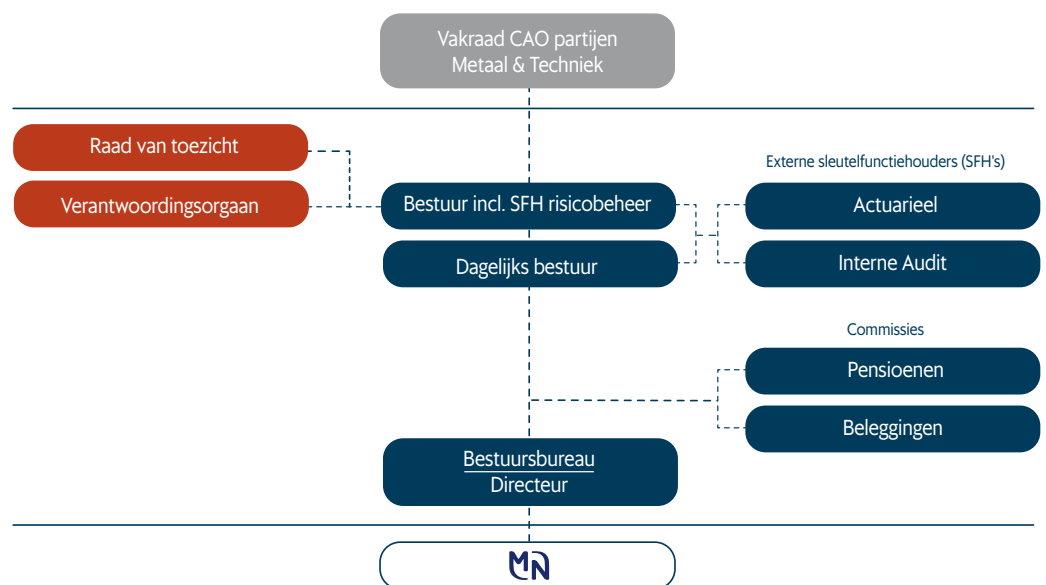 Vakraad CAO partijen
Metaal & Techniek
Raad van toezicht
Verantwoordingsorgaan
Bestuur incl. SFH risicobeheer
Dagelijks bestuur
Externe sleutelfunctiehouders (SFH's)
Actuarieel
Interne Audit
Commissies
Pensioenen
Beleggingen
Bestuursbureau
Directeur
MN